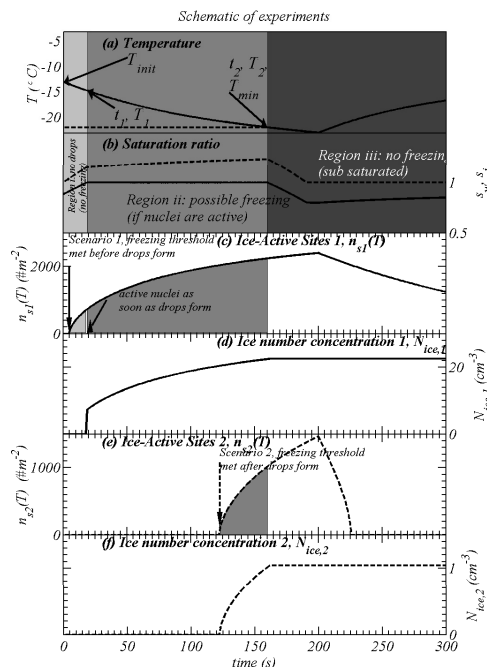 Schematic of experiments
(a) Temperature
-5
-10
-15
-20
T (°C)
T_init
t_1, T_1
t_2, T_2,
T_min
(b) Saturation ratio
Region i: no drops
(no freezing)
Region ii: possible freezing
(if nuclei are active)
Region iii: no freezing
(sub saturated)
1
0.5
s_w, s_i
(c) Ice-Active Sites 1, n_s1(T)
Scenario 1, freezing threshold
met before drops form
active nuclei as
soon as drops form
2000
0
n_s1(T) (#m^-2)
(d) Ice number concentration 1, N_ice,1
20
0
N_ice,1 (cm^-3)
(e) Ice-Active Sites 2, n_s2(T)
Scenario 2, freezing threshold
met after drops form
1000
0
n_s2(T) (#m^-2)
(f) Ice number concentration 2, N_ice,2
1
0
N_ice,2 (cm^-3)
0 50 100 150 200 250 300
time (s)